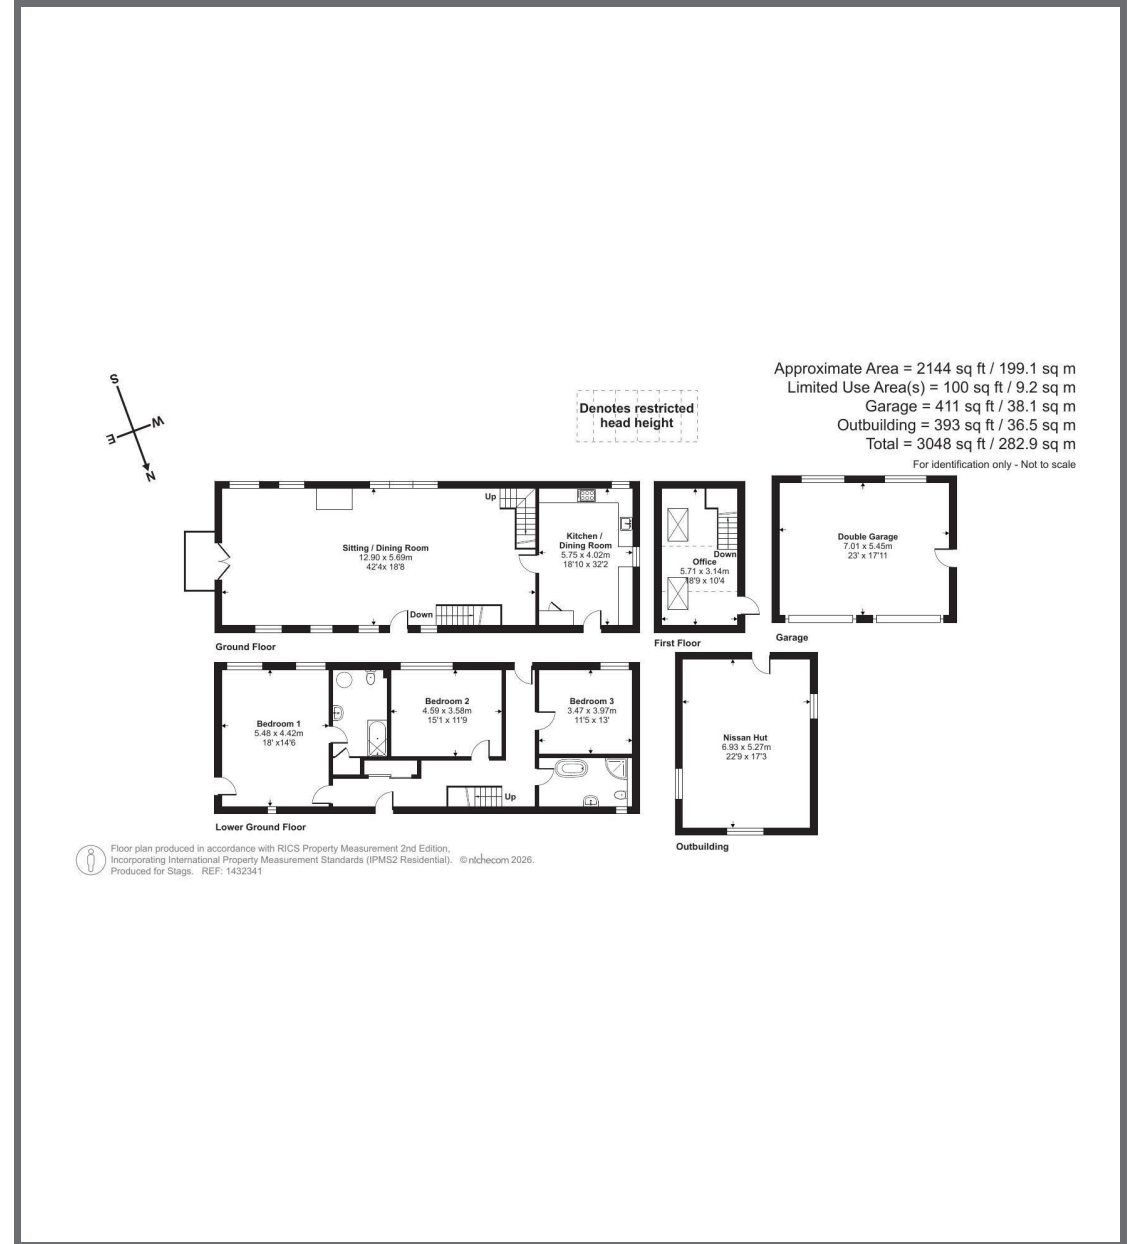 Approximate Area = 2144 sq ft / 199.1 sq m
Limited Use Area(s) = 100 sq ft / 9.2 sq m
Garage = 411 sq ft / 38.1 sq m
Outbuilding = 393 sq ft / 36.5 sq m
Total = 3048 sq ft / 282.9 sq m
For identification only - Not to scale
S
W
E
N
Denotes restricted
head height
Up
Sitting / Dining Room
12.90 x 5.69m
42'4x 18'8
Down
Kitchen /
Dining Room
5.75 x 4.02m
18'10 x 32'2
Ground Floor
Down
Office
5.71 x 3.14m
18'9 x 10'4
First Floor
Double Garage
7.01 x 5.45m
23' x 17'11
Garage
Bedroom 1
5.48 x 4.42m
18' x14'6
Bedroom 2
4.59 x 3.58m
15'1 x 11'9
Bedroom 3
3.47 x 3.97m
11'5 x 13'
Up
Lower Ground Floor
Nissan Hut
6.93 x 5.27m
22'9 x 17'3
Outbuilding
Floor plan produced in accordance with RICS Property Measurement 2nd Edition,
Incorporating International Property Measurement Standards (IPMS2 Residential). © nichecom 2026.
Produced for Stags. REF: 1432341